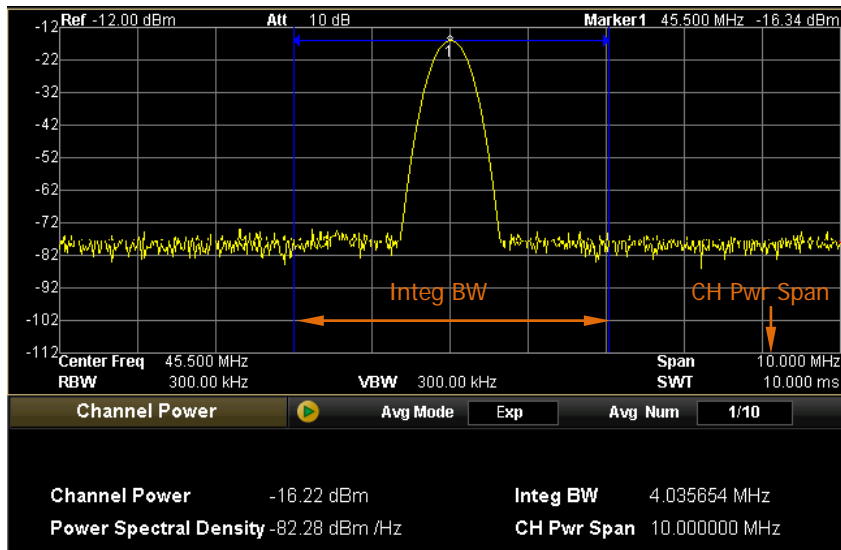 Ref -12.00 dBm Att 10 dB Marker1 45.500 MHz -16.34 dBm
-12
1
-22
-32
-42
-52
-62
-72
-82
-92
Integ BW CH Pwr Span
-102
-112
Center Freq 45.500 MHz Span 10.000 MHz
RBW 300.00 kHz VBW 300.00 kHz SWT 10.000 ms
Channel Power Avg Mode Exp Avg Num 1/10
Channel Power -16.22 dBm Integ BW 4.035654 MHz
Power Spectral Density -82.28 dBm /Hz CH Pwr Span 10.000000 MHz